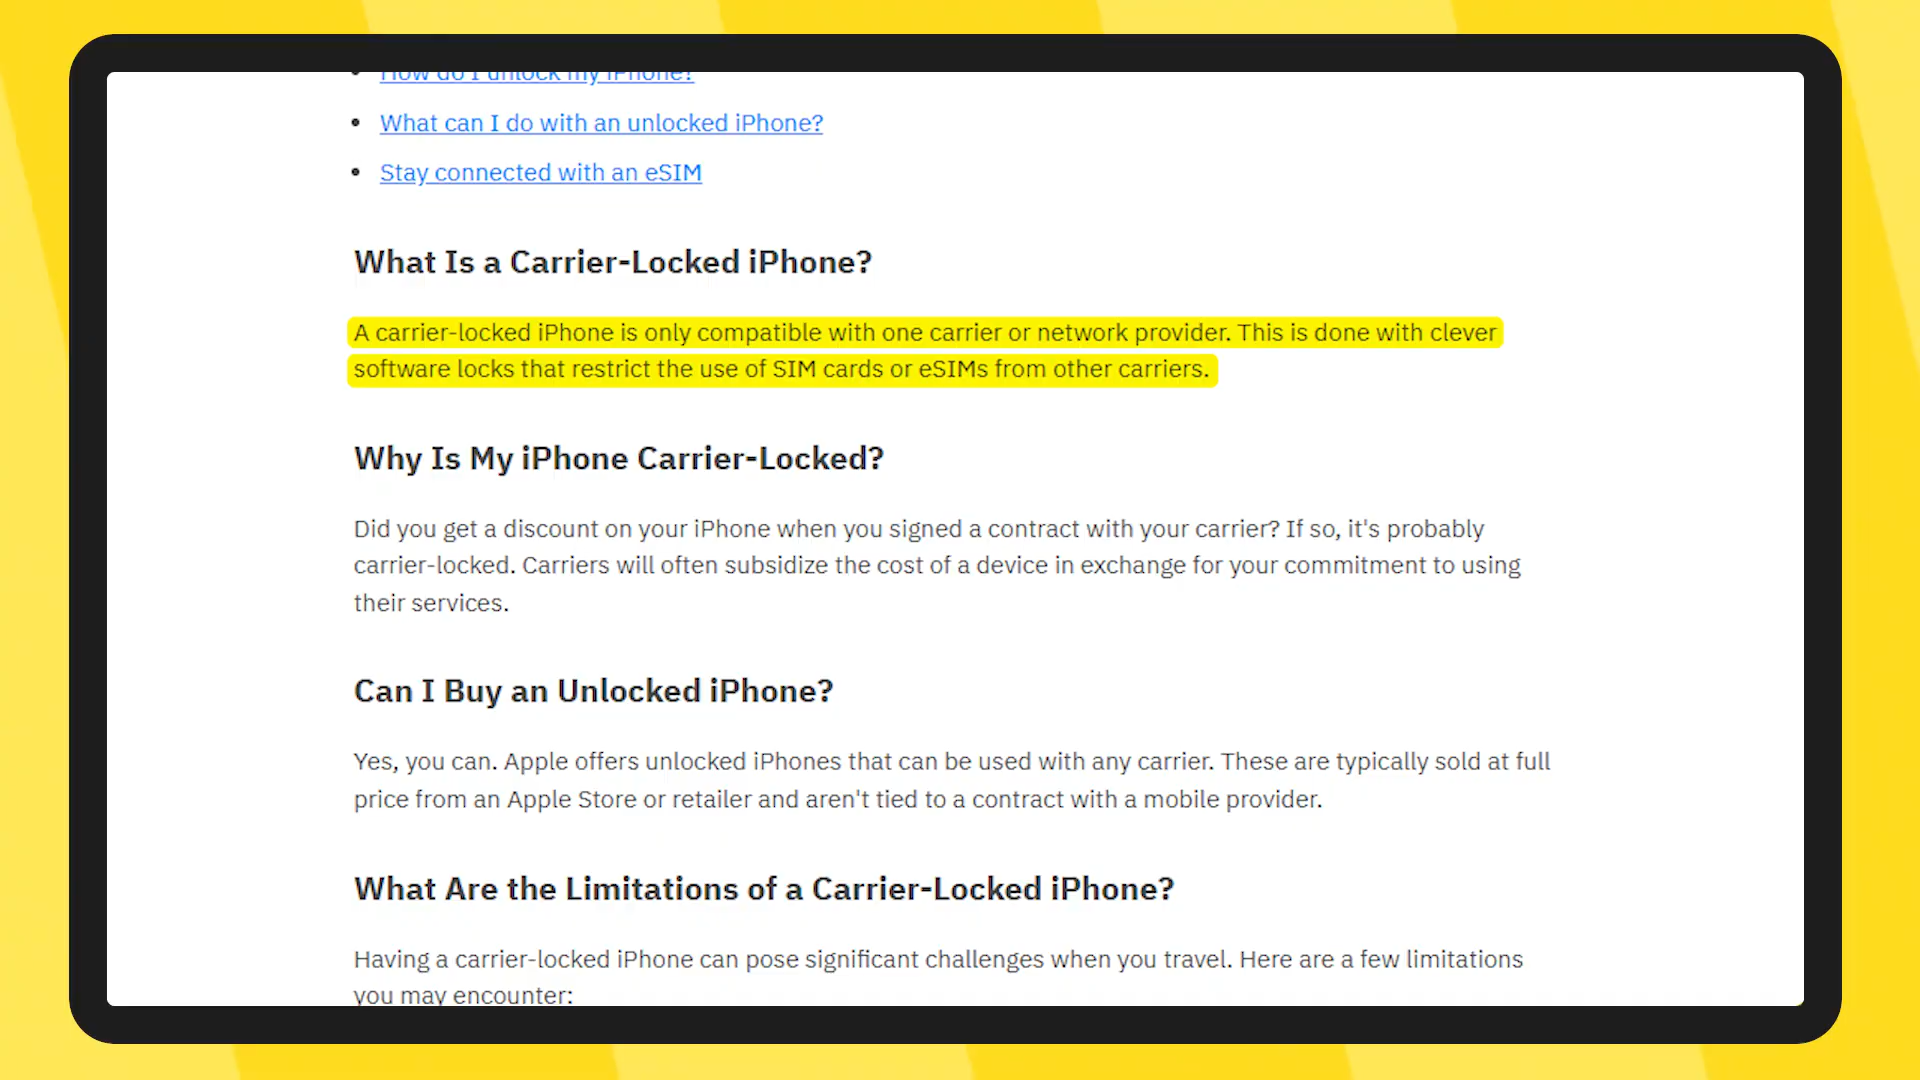 How do I unlock my iPhone?
What can I do with an unlocked iPhone?
Stay connected with an eSIM
What Is a Carrier-Locked iPhone?
A carrier-locked iPhone is only compatible with one carrier or network provider. This is done with clever
software locks that restrict the use of SIM cards or eSIMs from other carriers.
Why Is My iPhone Carrier-Locked?
Did you get a discount on your iPhone when you signed a contract with your carrier? If so, it's probably
carrier-locked. Carriers will often subsidize the cost of a device in exchange for your commitment to using
their services.
Can I Buy an Unlocked iPhone?
Yes, you can. Apple offers unlocked iPhones that can be used with any carrier. These are typically sold at full
price from an Apple Store or retailer and aren't tied to a contract with a mobile provider.
What Are the Limitations of a Carrier-Locked iPhone?
Having a carrier-locked iPhone can pose significant challenges when you travel. Here are a few limitations
you may encounter: